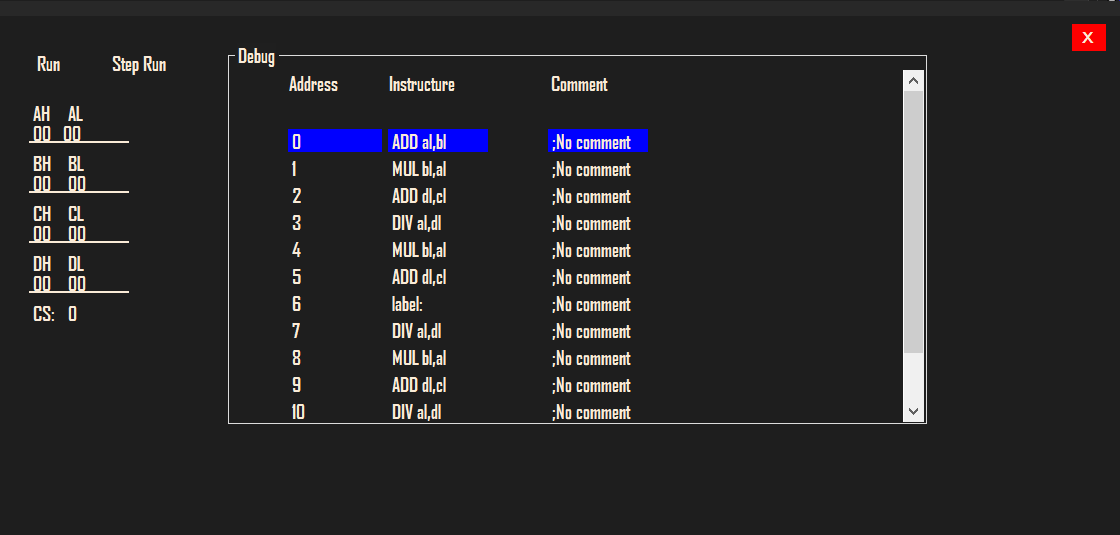 X
Run Step Run
AH AL
00 00
BH BL
00 00
CH CL
00 00
DH DL
00 00
CS: 0
Debug
Address Instructure Comment
0 ADD al,bl ;No comment
1 MUL bl,al ;No comment
2 ADD dl,cl ;No comment
3 DIV al,dl ;No comment
4 MUL bl,al ;No comment
5 ADD dl,cl ;No comment
6 label: ;No comment
7 DIV al,dl ;No comment
8 MUL bl,al ;No comment
9 ADD dl,cl ;No comment
10 DIV al,dl ;No comment